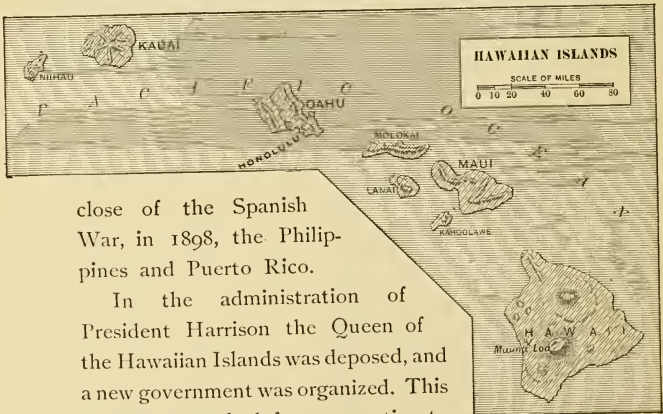 KAUAI
NIIHAU
HAWAIIAN ISLANDS
SCALE OF MILES
0 10 20 40 60 80
P A C I F I C
OAHU
HONOLULU
O C E A N
MOLOKAI
MAUI
LANAI
KAHOOLAWE
HAWAII
Mauna Loa
close of the Spanish
War, in 1898, the Philip-
pines and Puerto Rico.
In the administration of
President Harrison the Queen of
the Hawaiian Islands was deposed, and
a new government was organized. This